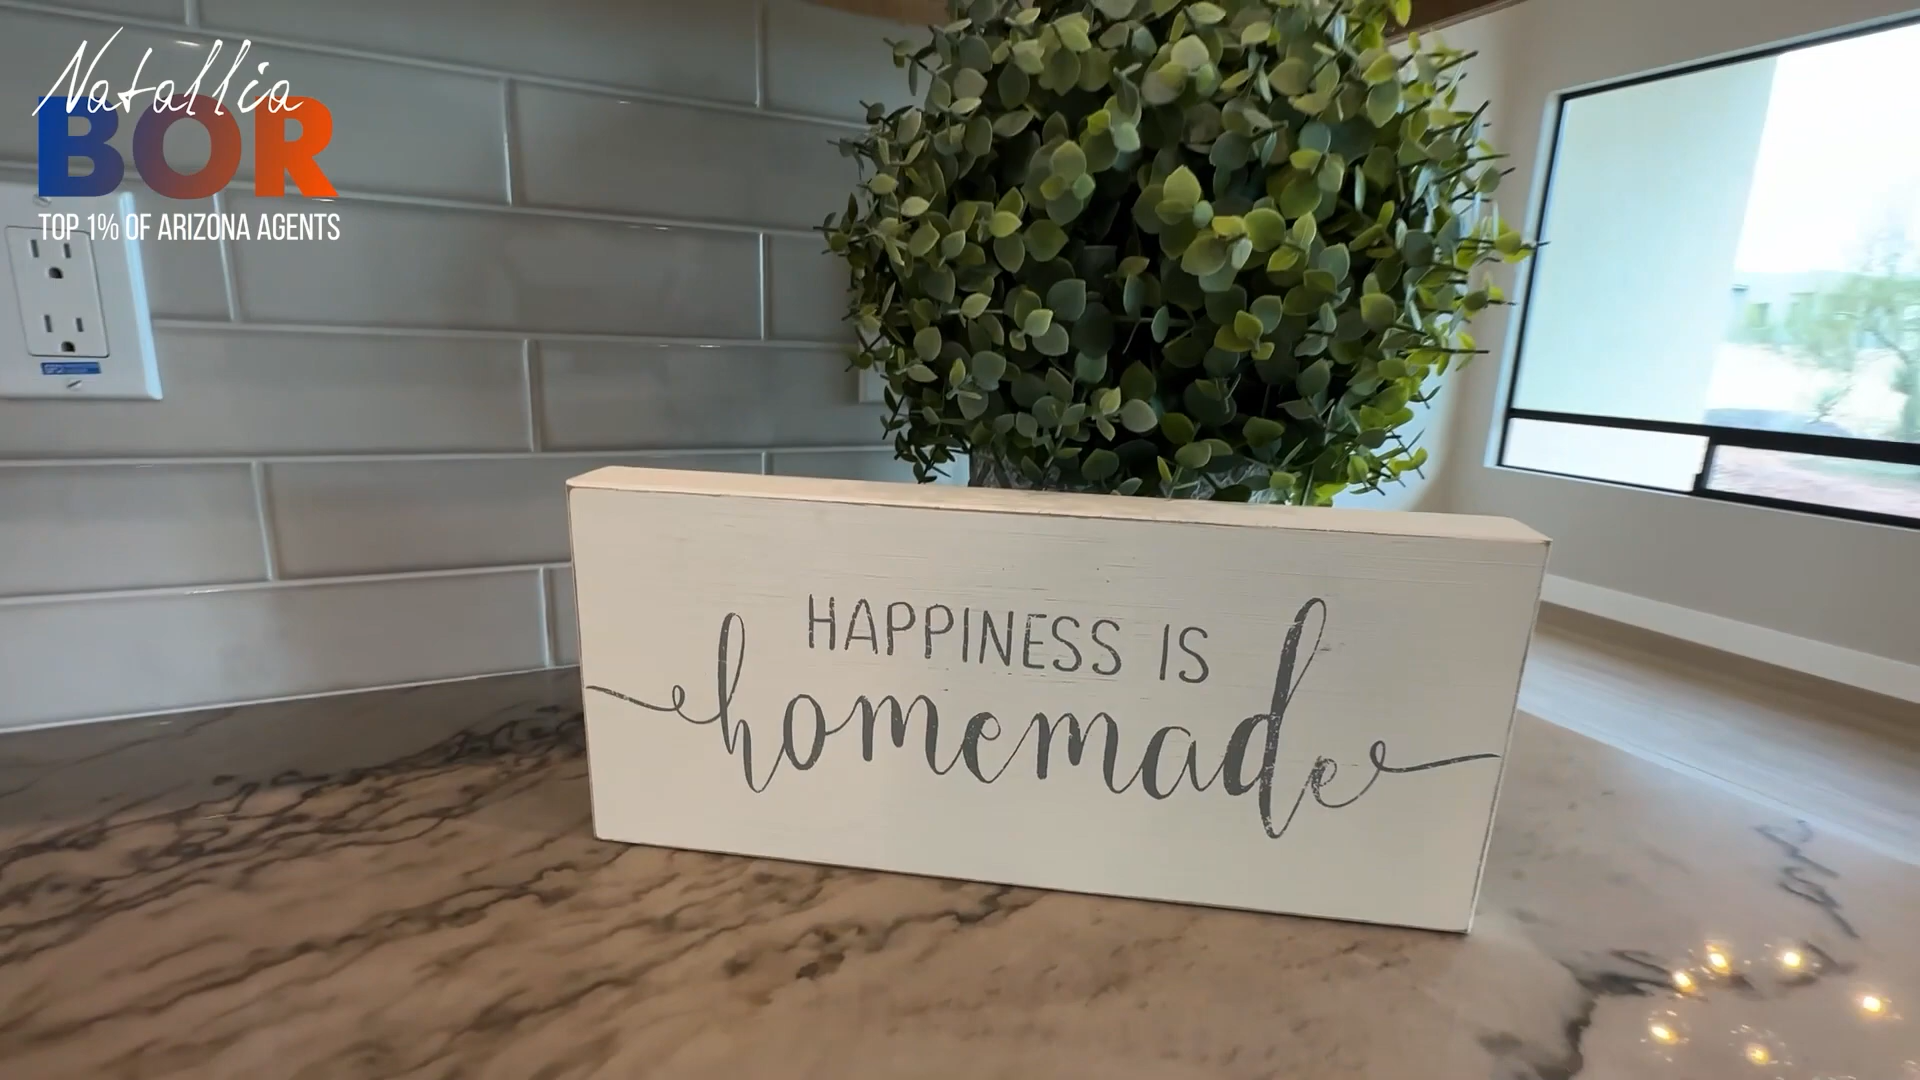 Natallia
BOR
TOP 1% OF ARIZONA AGENTS
HAPPINESS IS
homemade